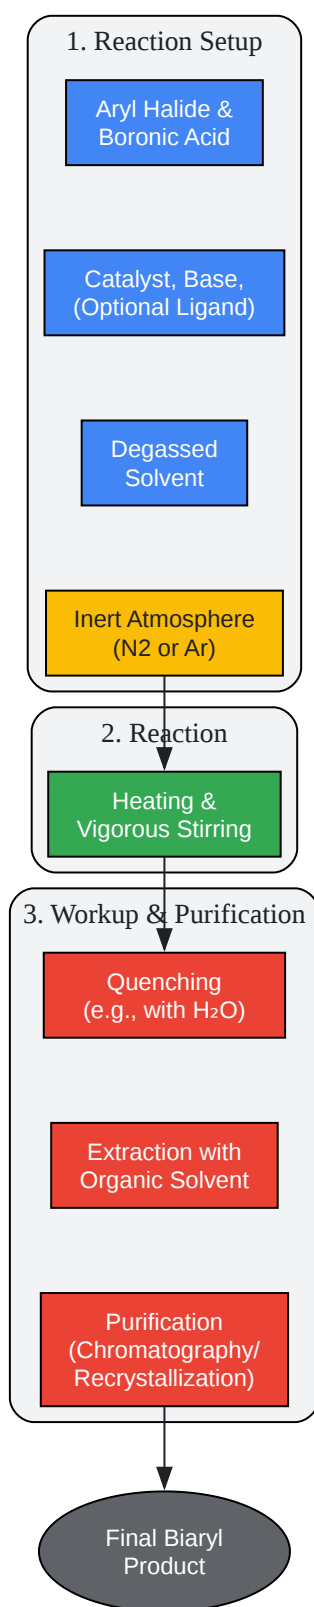 1. Reaction Setup
Aryl Halide &
Boronic Acid
Catalyst, Base,
(Optional Ligand)
Degassed
Solvent
Inert Atmosphere
(N2 or Ar)
2. Reaction
Heating &
Vigorous Stirring
3. Workup & Purification
Quenching
(e.g., with H₂O)
Extraction with
Organic Solvent
Purification
(Chromatography/
Recrystallization)
Final Biaryl
Product